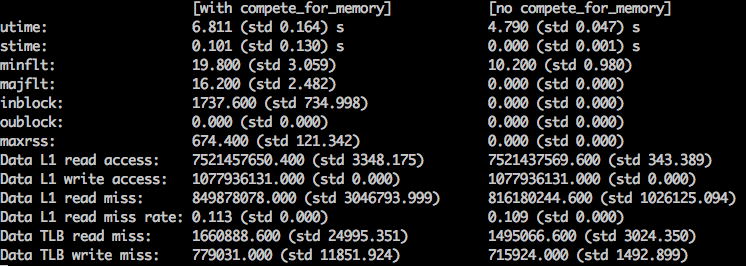 [with compete_for_memory] [no compete_for_memory]
utime: 6.811 (std 0.164) s 4.790 (std 0.047) s
stime: 0.101 (std 0.130) s 0.000 (std 0.001) s
minflt: 19.800 (std 3.059) 10.200 (std 0.980)
majflt: 16.200 (std 2.482) 0.000 (std 0.000)
inblock: 1737.600 (std 734.998) 0.000 (std 0.000)
oublock: 0.000 (std 0.000) 0.000 (std 0.000)
maxrss: 674.400 (std 121.342) 0.000 (std 0.000)
Data L1 read access: 7521457650.400 (std 3348.175) 7521437569.600 (std 343.389)
Data L1 write access: 1077936131.000 (std 0.000) 1077936131.000 (std 0.000)
Data L1 read miss: 849878078.000 (std 3046793.999) 816180244.600 (std 1026125.094)
Data L1 read miss rate: 0.113 (std 0.000) 0.109 (std 0.000)
Data TLB read miss: 1660888.600 (std 24995.351) 1495066.600 (std 3024.350)
Data TLB write miss: 779031.000 (std 11851.924) 715924.000 (std 1492.899)